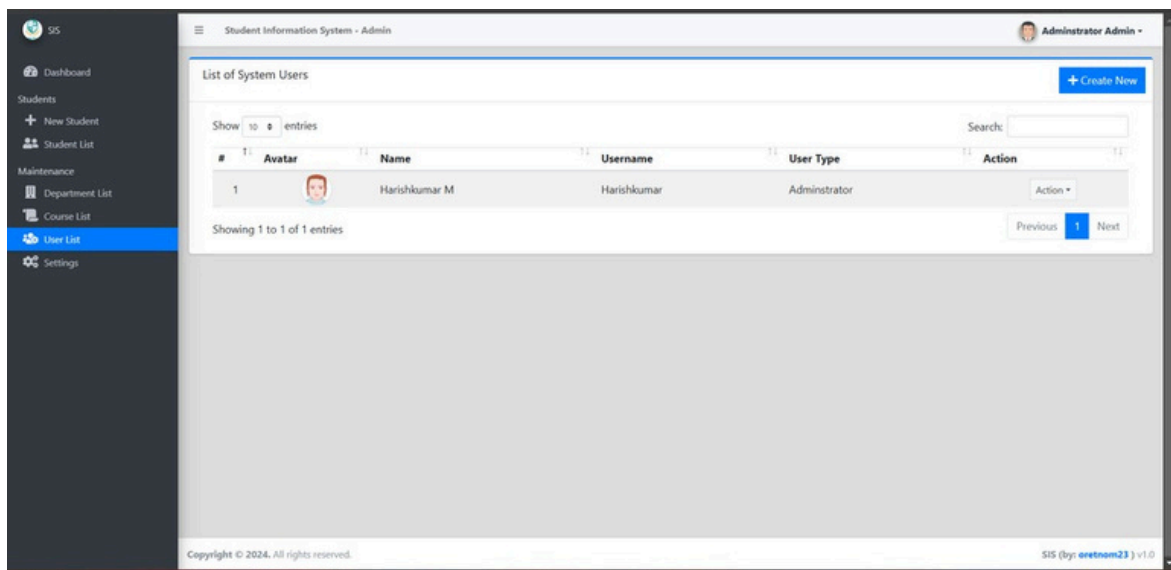 SIS
Student Information System - Admin
Adminstrator Admin
Dashboard
Students
New Student
Student List
Maintenance
Department List
Course List
User List
Settings
List of System Users
+ Create New
Show 10 entries
Search:
# Avatar Name Username User Type Action
1 Harishkumar M Harishkumar Adminstrator Action
Showing 1 to 1 of 1 entries
Previous 1 Next
Copyright © 2024. All rights reserved.
SIS (by: oretnom23 ) v1.0